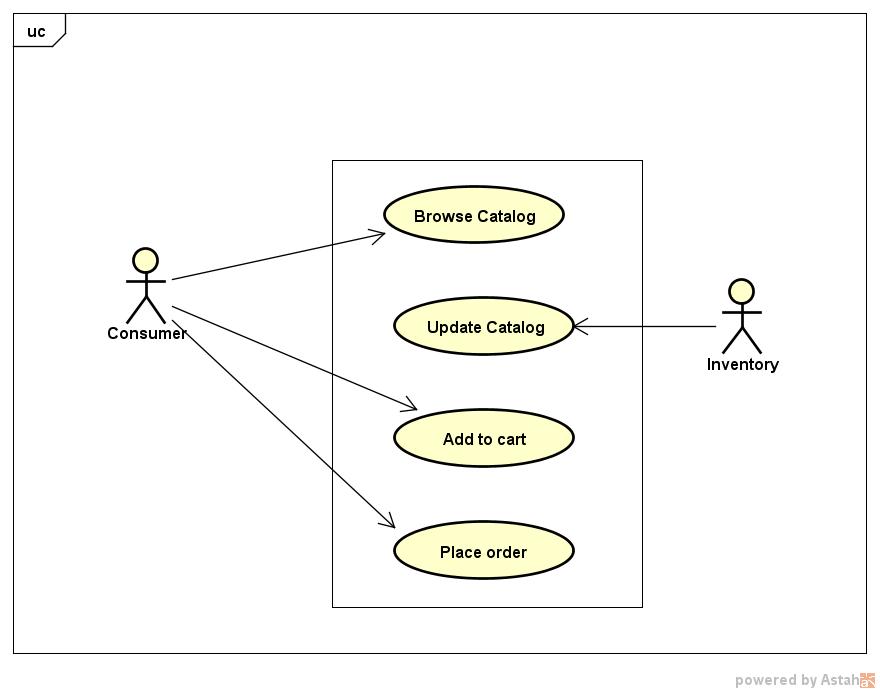 uc
Browse Catalog
Consumer
Update Catalog
Inventory
Add to cart
Place order
powered by Astah